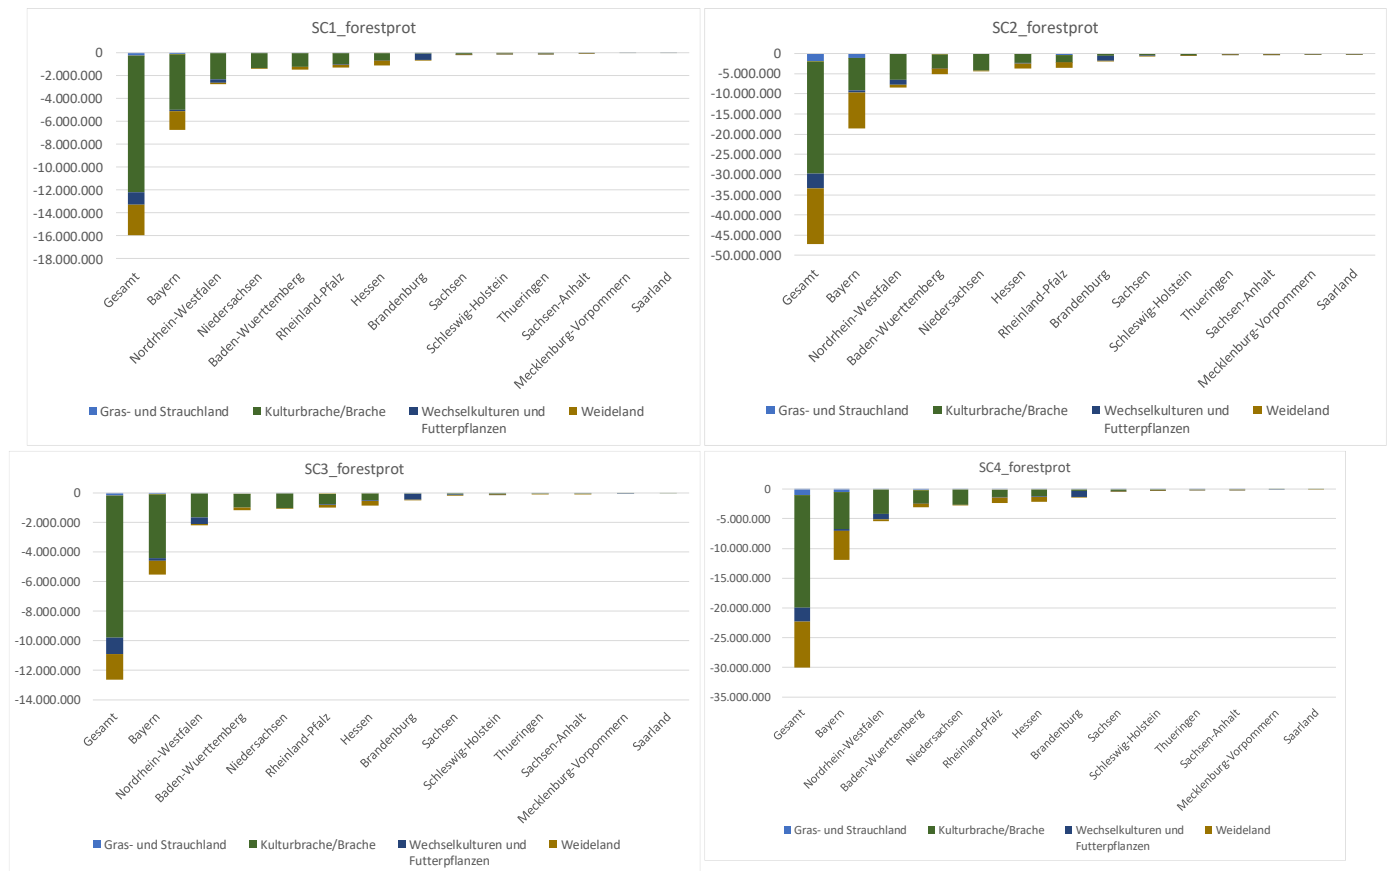 SC1_forestprot
0
-2.000.000
-4.000.000
-6.000.000
-8.000.000
-10.000.000
-12.000.000
-14.000.000
-16.000.000
-18.000.000
Gesamt
Bayern
Nordrhein-Westfalen
Niedersachsen
Baden-Wuerttemberg
Rheinland-Pfalz
Hessen
Brandenburg
Sachsen
Schleswig-Holstein
Thueringen
Sachsen-Anhalt
Mecklenburg-Vorpommern
Saarland
Gras- und Strauchland
Kulturbrache/Brache
Wechselkulturen und
Futterpflanzen
Weideland
SC2_forestprot
0
-5.000.000
-10.000.000
-15.000.000
-20.000.000
-25.000.000
-30.000.000
-35.000.000
-40.000.000
-45.000.000
-50.000.000
Gesamt
Bayern
Nordrhein-Westfalen
Baden-Wuerttemberg
Niedersachsen
Hessen
Rheinland-Pfalz
Brandenburg
Sachsen
Schleswig-Holstein
Thueringen
Sachsen-Anhalt
Mecklenburg-Vorpommern
Saarland
Gras- und Strauchland
Kulturbrache/Brache
Wechselkulturen und
Futterpflanzen
Weideland
SC3_forestprot
0
-2.000.000
-4.000.000
-6.000.000
-8.000.000
-10.000.000
-12.000.000
-14.000.000
Gesamt
Bayern
Nordrhein-Westfalen
Baden-Wuerttemberg
Niedersachsen
Rheinland-Pfalz
Hessen
Brandenburg
Sachsen
Schleswig-Holstein
Thueringen
Sachsen-Anhalt
Mecklenburg-Vorpommern
Saarland
Gras- und Strauchland
Kulturbrache/Brache
Wechselkulturen und
Futterpflanzen
Weideland
SC4_forestprot
0
-5.000.000
-10.000.000
-15.000.000
-20.000.000
-25.000.000
-30.000.000
-35.000.000
Gesamt
Bayern
Nordrhein-Westfalen
Baden-Wuerttemberg
Niedersachsen
Rheinland-Pfalz
Hessen
Brandenburg
Sachsen
Schleswig-Holstein
Thueringen
Sachsen-Anhalt
Mecklenburg-Vorpommern
Saarland
Gras- und Strauchland
Kulturbrache/Brache
Wechselkulturen und
Futterpflanzen
Weideland